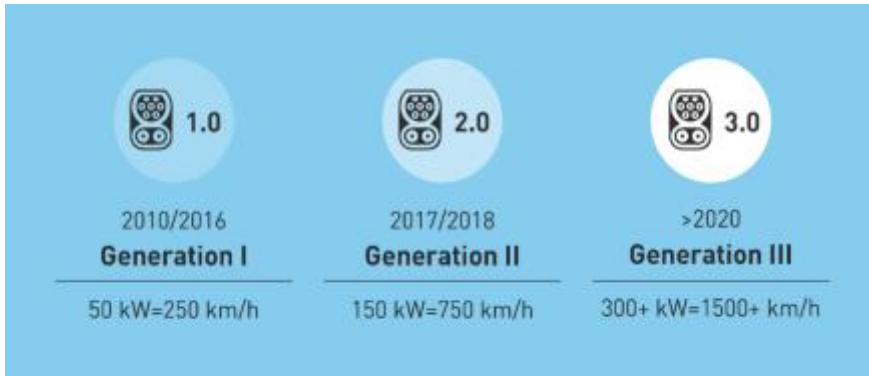 1.0
2010/2016
Generation I
50 kW=250 km/h
2.0
2017/2018
Generation II
150 kW=750 km/h
3.0
>2020
Generation III
300+ kW=1500+ km/h